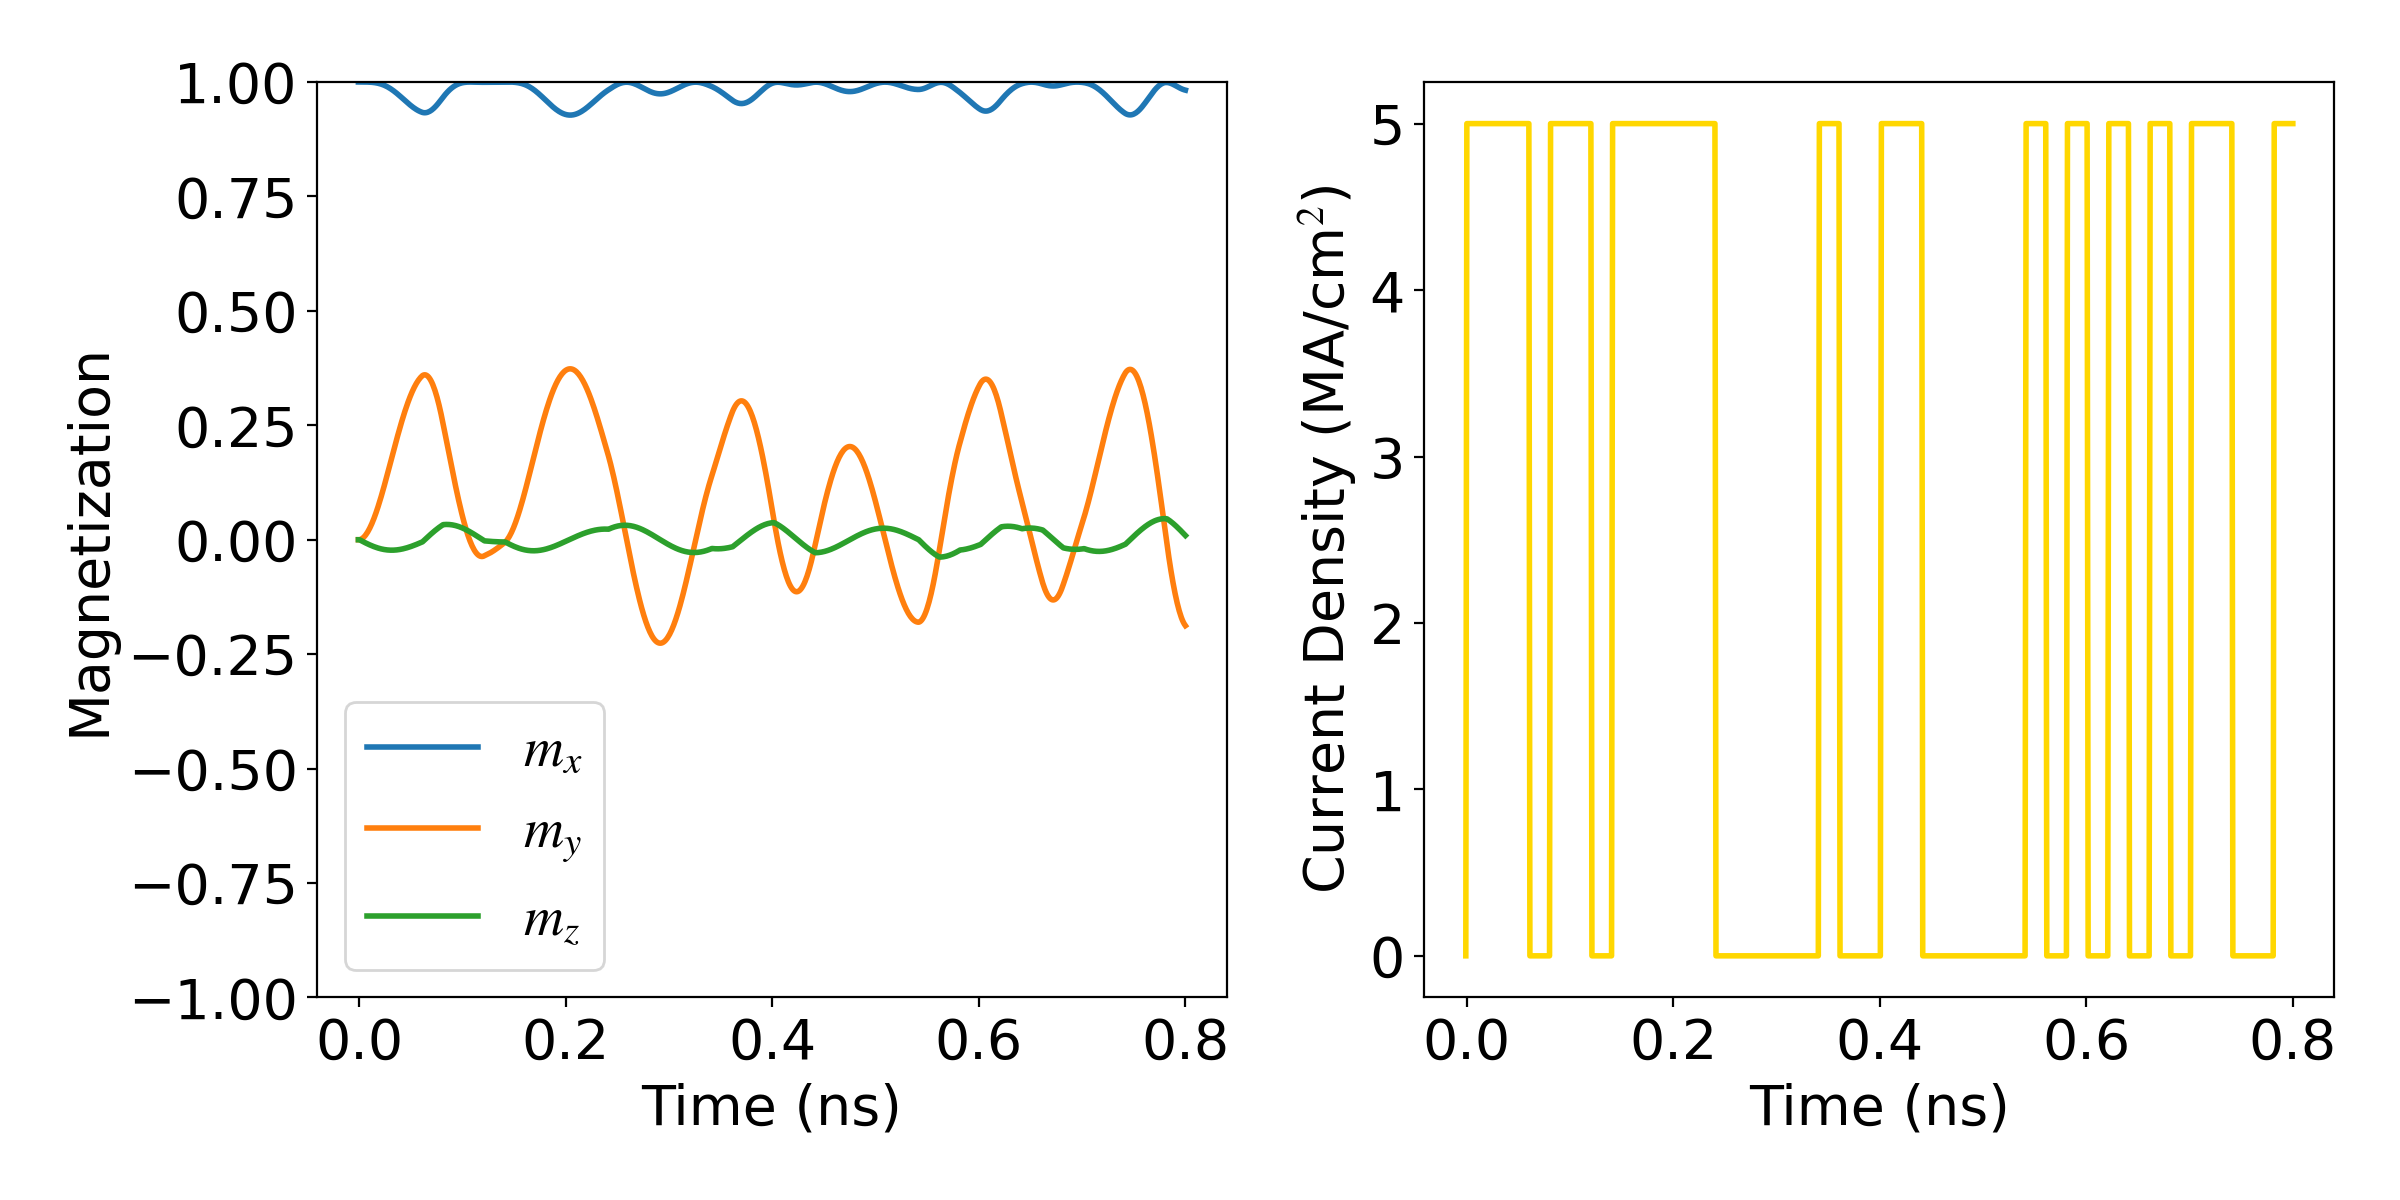 Magnetization
1.00
0.75
0.50
0.25
0.00
−0.25
−0.50
−0.75
−1.00
m_x
m_y
m_z
0.0 0.2 0.4 0.6 0.8
Time (ns)
Current Density (MA/cm²)
5
4
3
2
1
0
0.0 0.2 0.4 0.6 0.8
Time (ns)